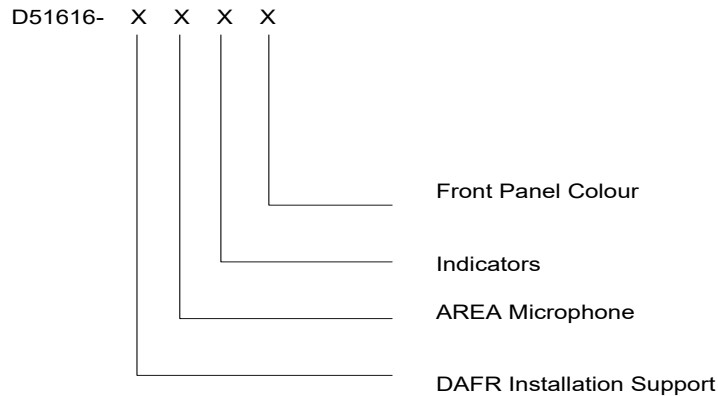 D51616- X X X X
Front Panel Colour
Indicators
AREA Microphone
DAFR Installation Support